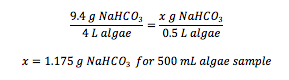 9.4 g NaHCO₃ / 4 L algae = x g NaHCO₃ / 0.5 L algae
x = 1.175 g NaHCO₃ for 500 mL algae sample